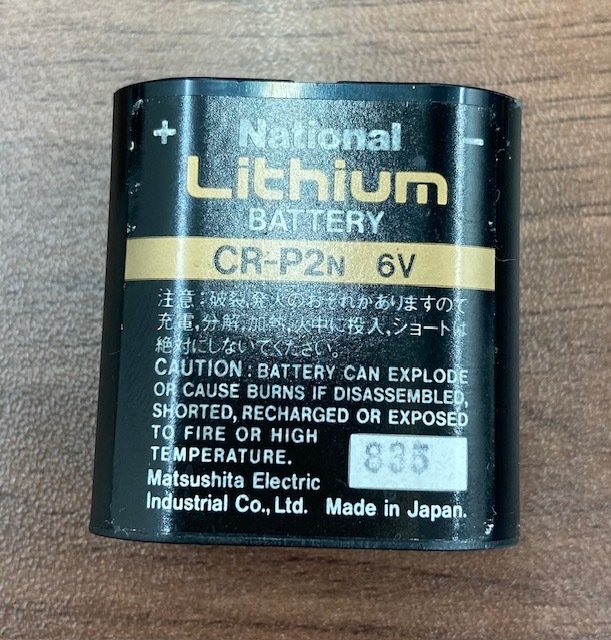 + National −
Lithium
BATTERY
CR-P2N 6V
注意:破裂,発火のおそれがありますので
充電,分解,加熱,火中に投入,ショートは
絶対にしないでください。
CAUTION: BATTERY CAN EXPLODE
OR CAUSE BURNS IF DISASSEMBLED,
SHORTED, RECHARGED OR EXPOSED
TO FIRE OR HIGH
TEMPERATURE.
835
Matsushita Electric
Industrial Co., Ltd. Made in Japan.